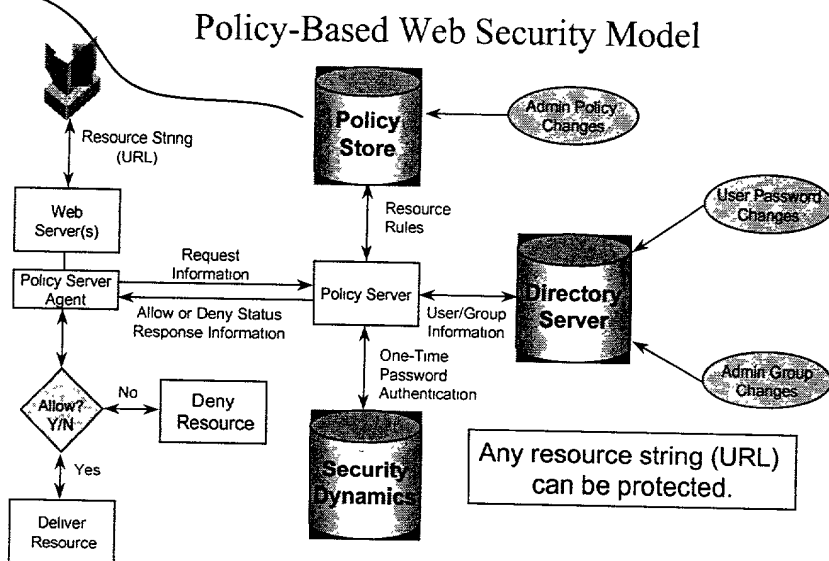 Policy-Based Web Security Model
Resource String
(URL)
Policy
Store
Admin Policy
Changes
Web
Server(s)
Resource
Rules
User Password
Changes
Request
Information
Policy Server
Agent
Policy Server
Directory
Server
Allow or Deny Status
Response Information
User/Group
Information
One-Time
Password
Authentication
Admin Group
Changes
Allow?
Y/N
No
Deny
Resource
Yes
Security
Dynamics
Any resource string (URL)
can be protected.
Deliver
Resource